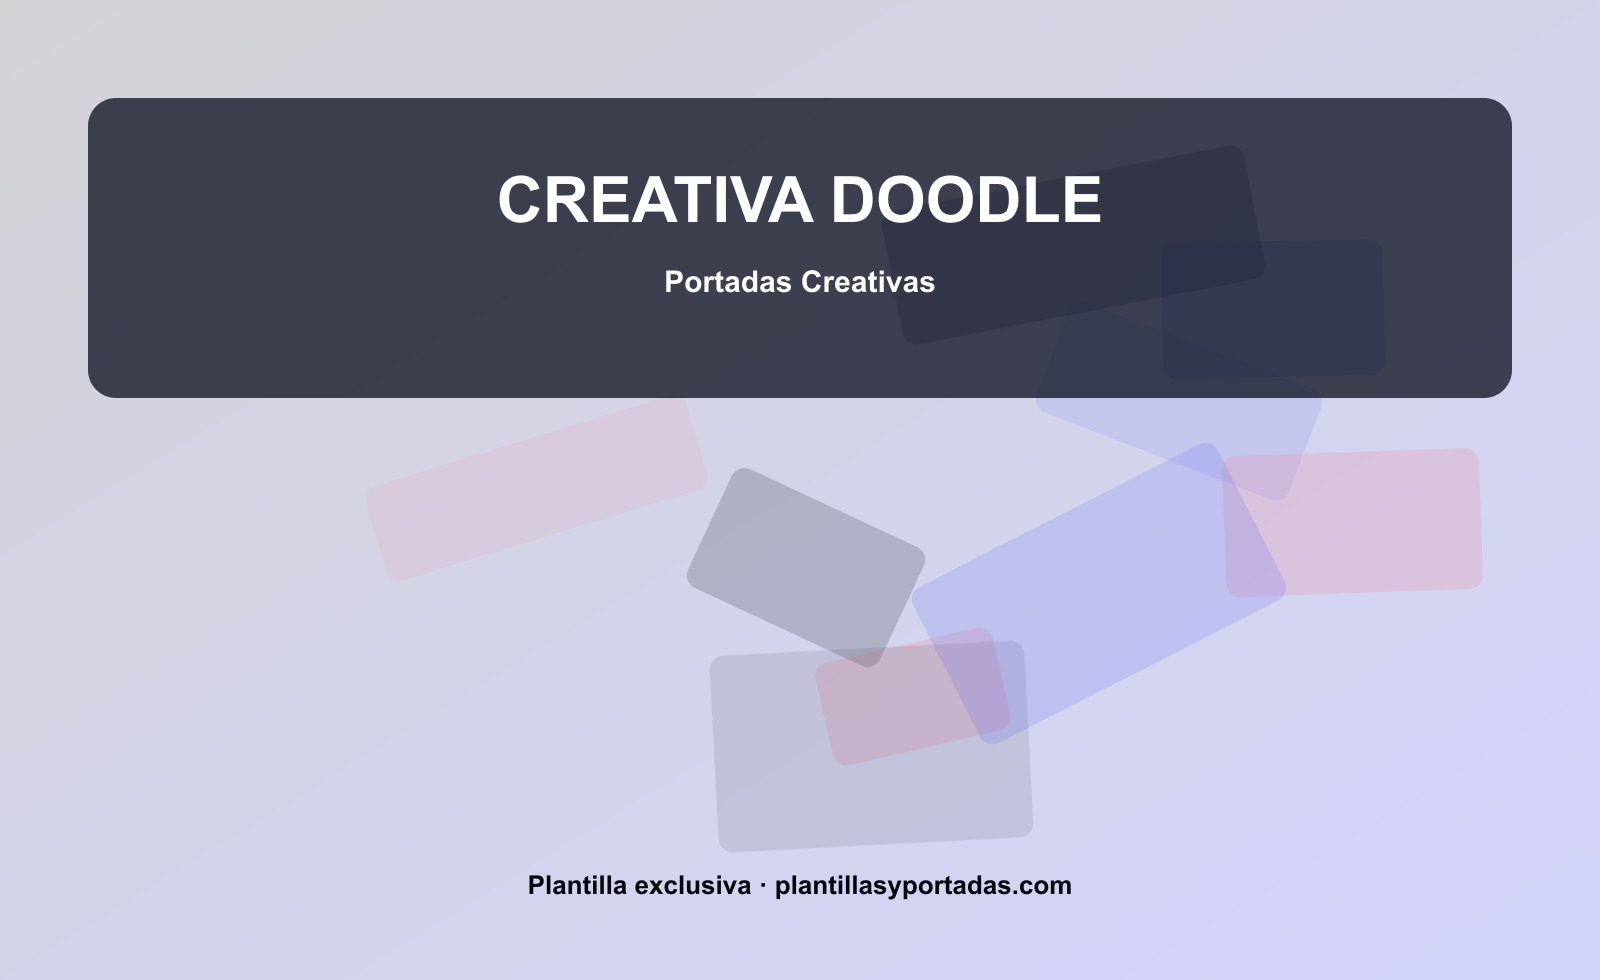 CREATIVA DOODLE
Portadas Creativas
Plantilla exclusiva · plantillasyportadas.com